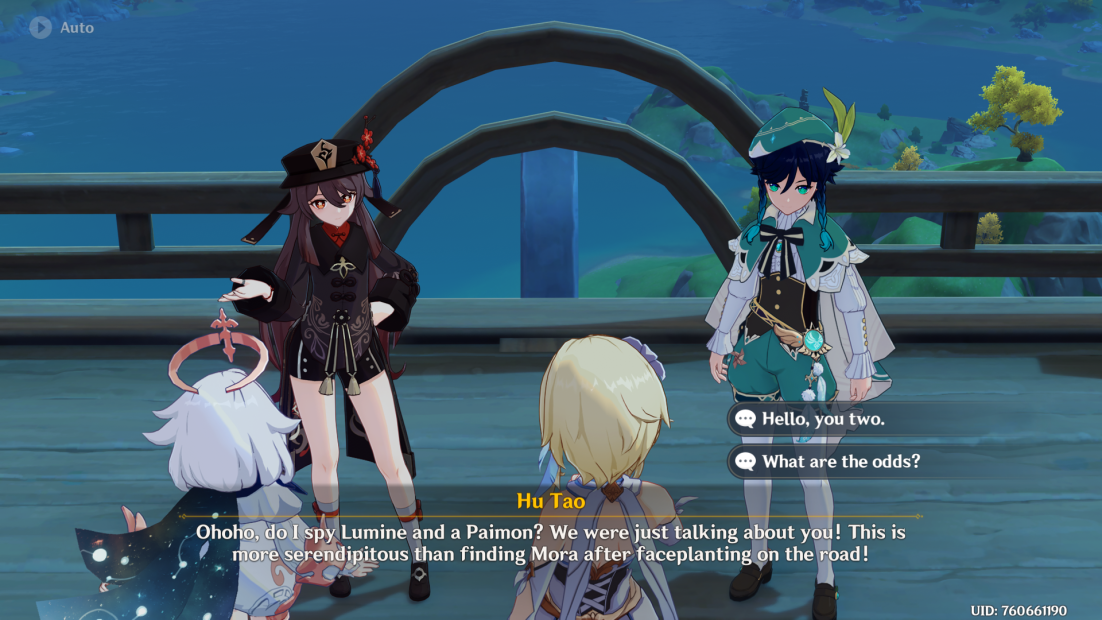 Auto
Hello, you two.
What are the odds?
Hu Tao
Ohoho, do I spy Lumine and a Paimon? We were just talking about you! This is
more serendipitous than finding Mora after faceplanting on the road!
UID: 760661190